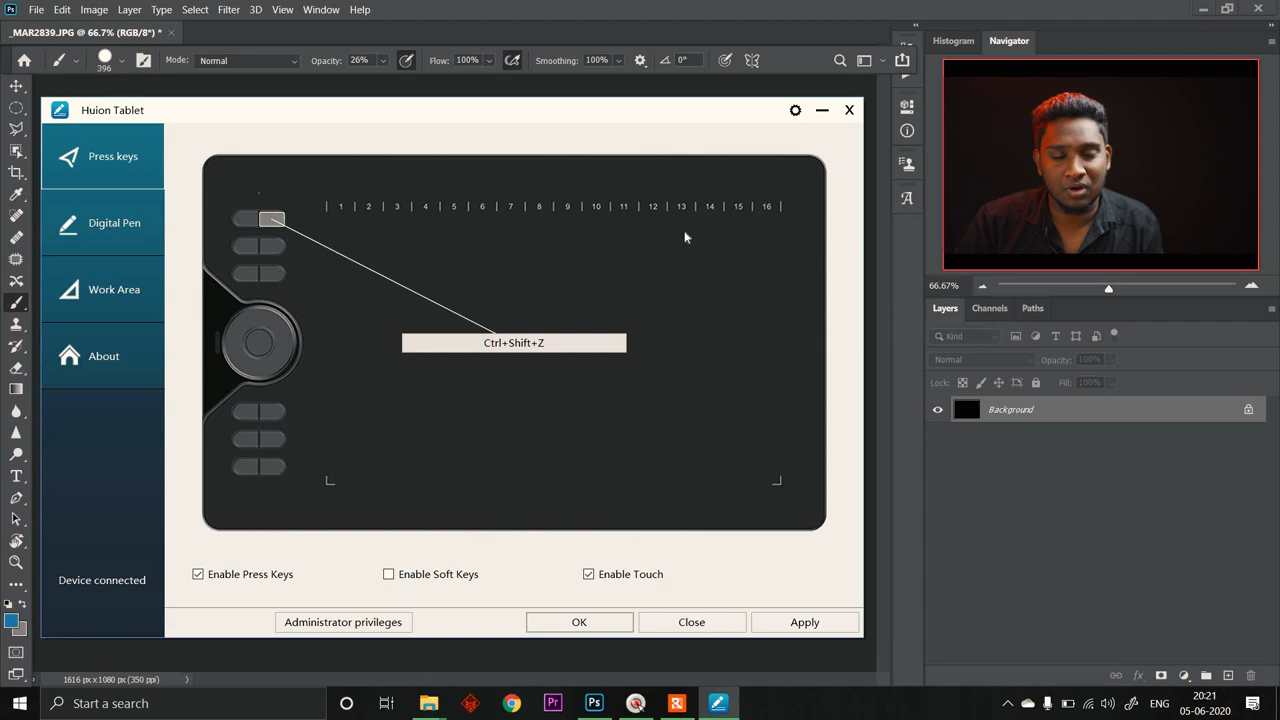 Ps File Edit Image Layer Type Select Filter 3D View Window Help
_MAR2839.JPG @ 66.7% (RGB/8*) *
396 Mode: Normal Opacity: 26% Flow: 100% Smoothing: 100% 0°
Histogram Navigator
Huion Tablet
Press keys
Digital Pen
Work Area
About
Device connected
1 2 3 4 5 6 7 8 9 10 11 12 13 14 15 16
Ctrl+Shift+Z
Enable Press Keys Enable Soft Keys Enable Touch
Administrator privileges OK Close Apply
66.67%
Layers Channels Paths
Kind
Normal Opacity: 100%
Lock: Fill: 100%
Background
1616 px x 1080 px (350 ppi)
Start a search
Pr Ps
ENG
20:21
05-06-2020